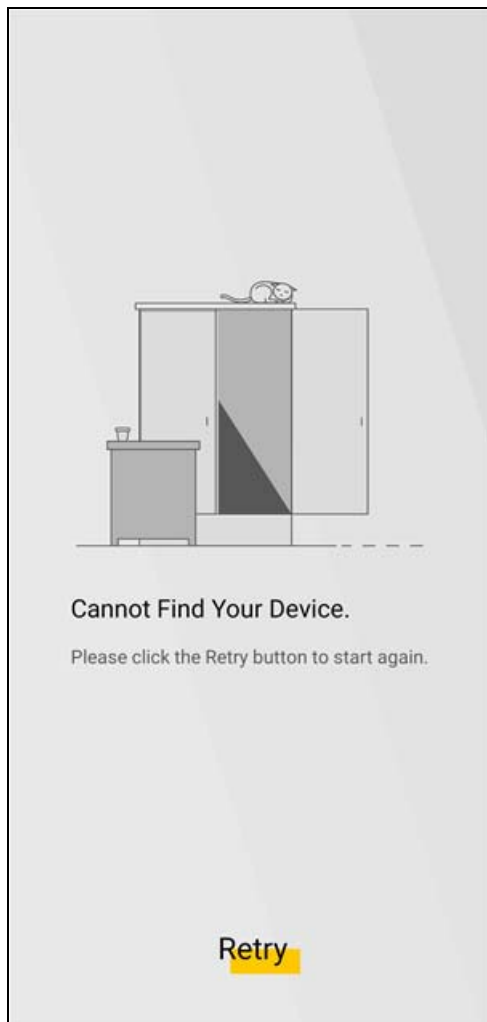 Cannot Find Your Device.
Please click the Retry button to start again.
Retry